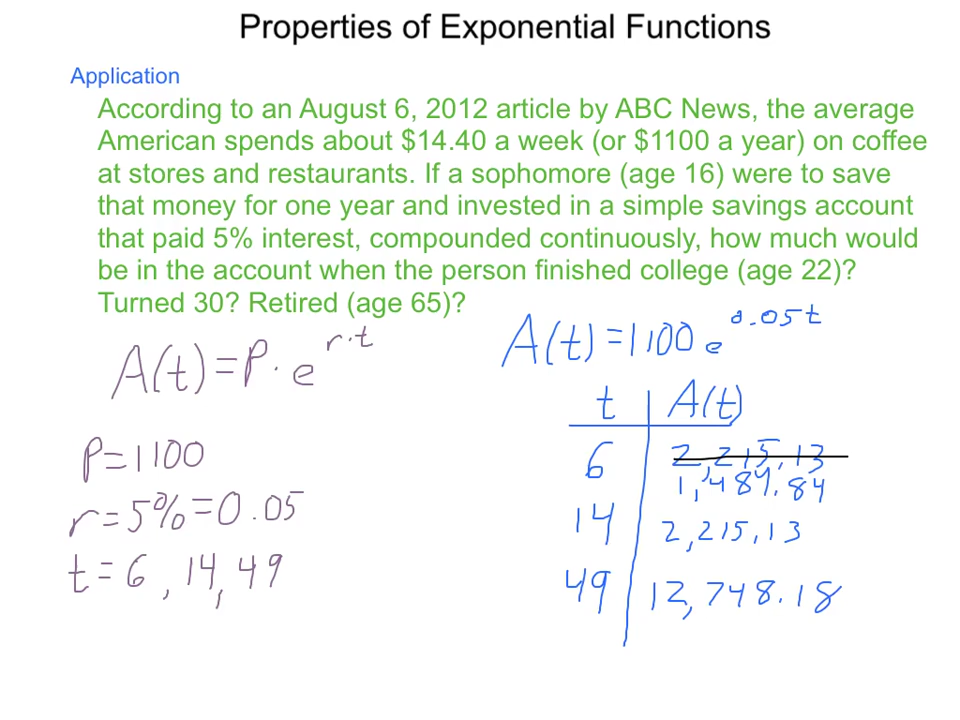 Properties of Exponential Functions
Application
According to an August 6, 2012 article by ABC News, the average
American spends about $14.40 a week (or $1100 a year) on coffee
at stores and restaurants. If a sophomore (age 16) were to save
that money for one year and invested in a simple savings account
that paid 5% interest, compounded continuously, how much would
be in the account when the person finished college (age 22)?
Turned 30? Retired (age 65)?
A(t)=P·e^{r·t}
P=1100
r=5%=0.05
t=6,14,49
A(t)=1100e^{0.05t}
t A(t)
6 2,215.13
1,484.84
14 2,215.13
49 12,748.18